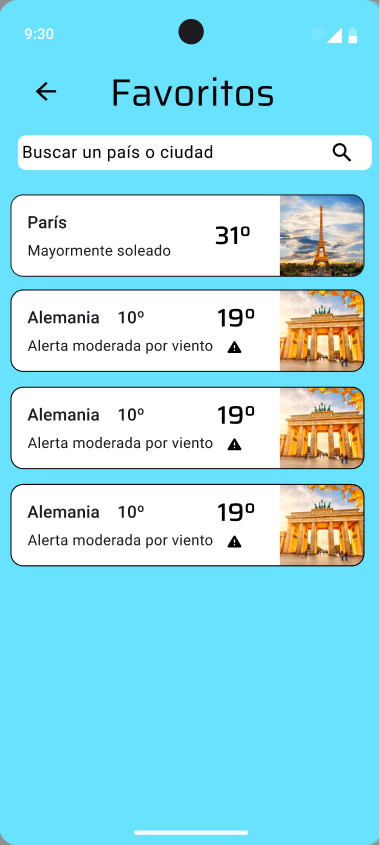 9:30
Favoritos
Buscar un país o ciudad
París
31º
Mayormente soleado
Alemania 10º 19º
Alerta moderada por viento
Alemania 10º 19º
Alerta moderada por viento
Alemania 10º 19º
Alerta moderada por viento